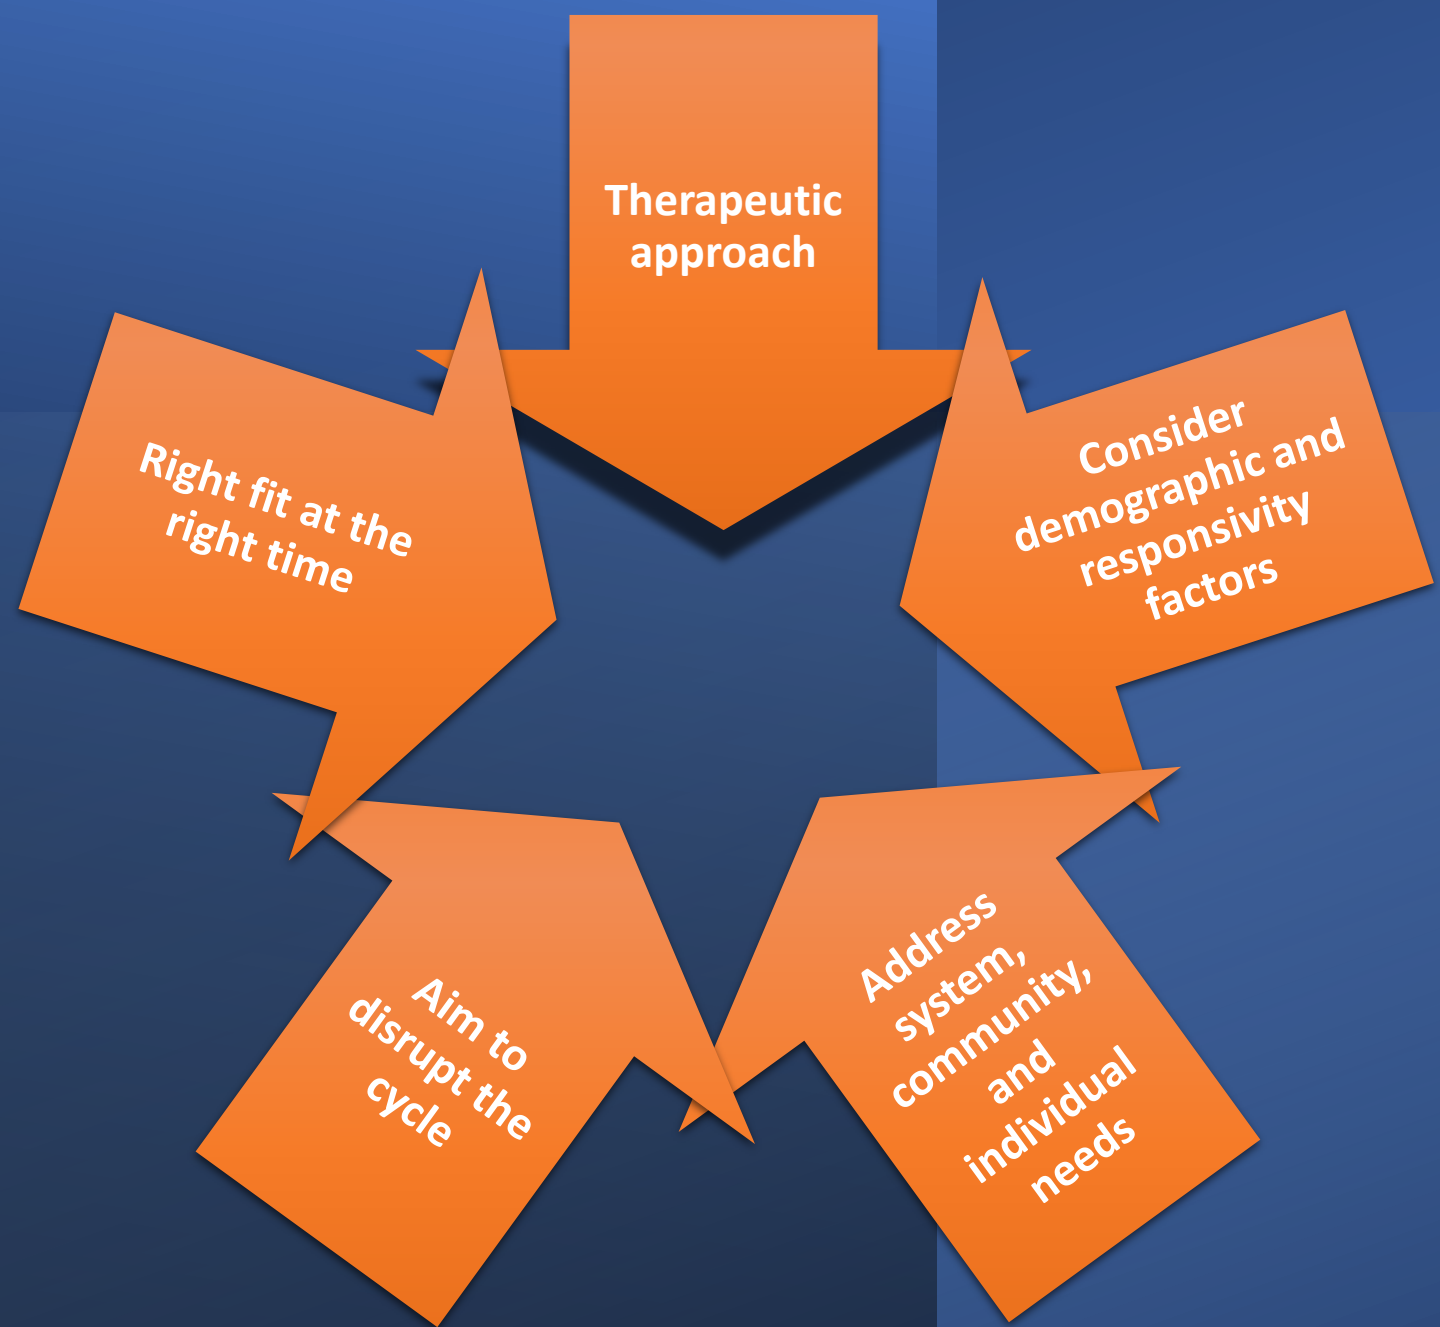 Therapeutic
approach
Consider
demographic and
responsivity
factors
Address
system,
community,
and
individual
needs
Aim to
disrupt the
cycle
Right fit at the
right time